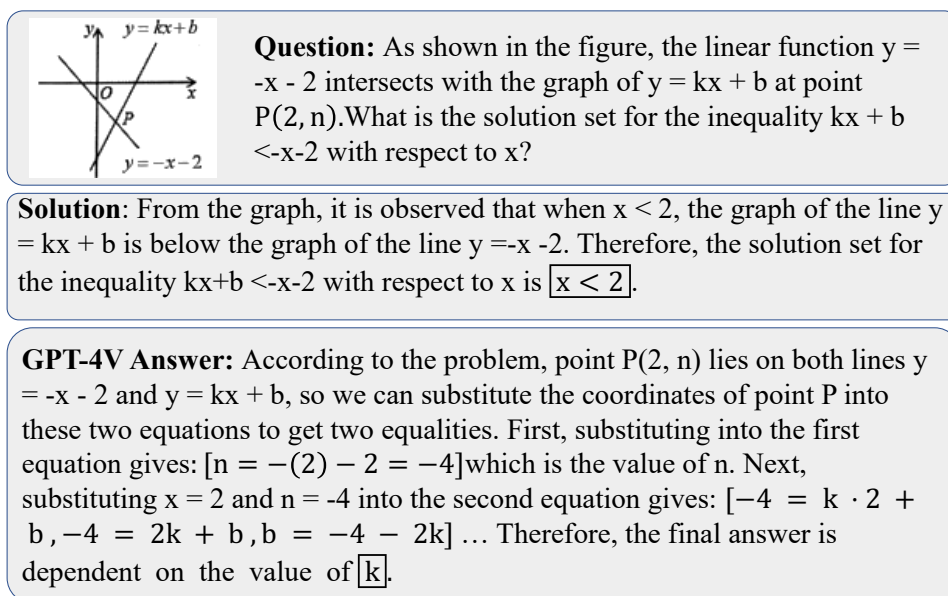 y
y=kx+b
O
x
P
y=-x-2
Question: As shown in the figure, the linear function y =
-x - 2 intersects with the graph of y = kx + b at point
P(2, n).What is the solution set for the inequality kx + b
<-x-2 with respect to x?
Solution: From the graph, it is observed that when x < 2, the graph of the line y
= kx + b is below the graph of the line y =-x -2. Therefore, the solution set for
the inequality kx+b <-x-2 with respect to x is x < 2.
GPT-4V Answer: According to the problem, point P(2, n) lies on both lines y
= -x - 2 and y = kx + b, so we can substitute the coordinates of point P into
these two equations to get two equalities. First, substituting into the first
equation gives: [n = −(2) − 2 = −4]which is the value of n. Next,
substituting x = 2 and n = -4 into the second equation gives: [−4 = k · 2 +
b , −4 = 2k + b , b = −4 − 2k] … Therefore, the final answer is
dependent on the value of k.